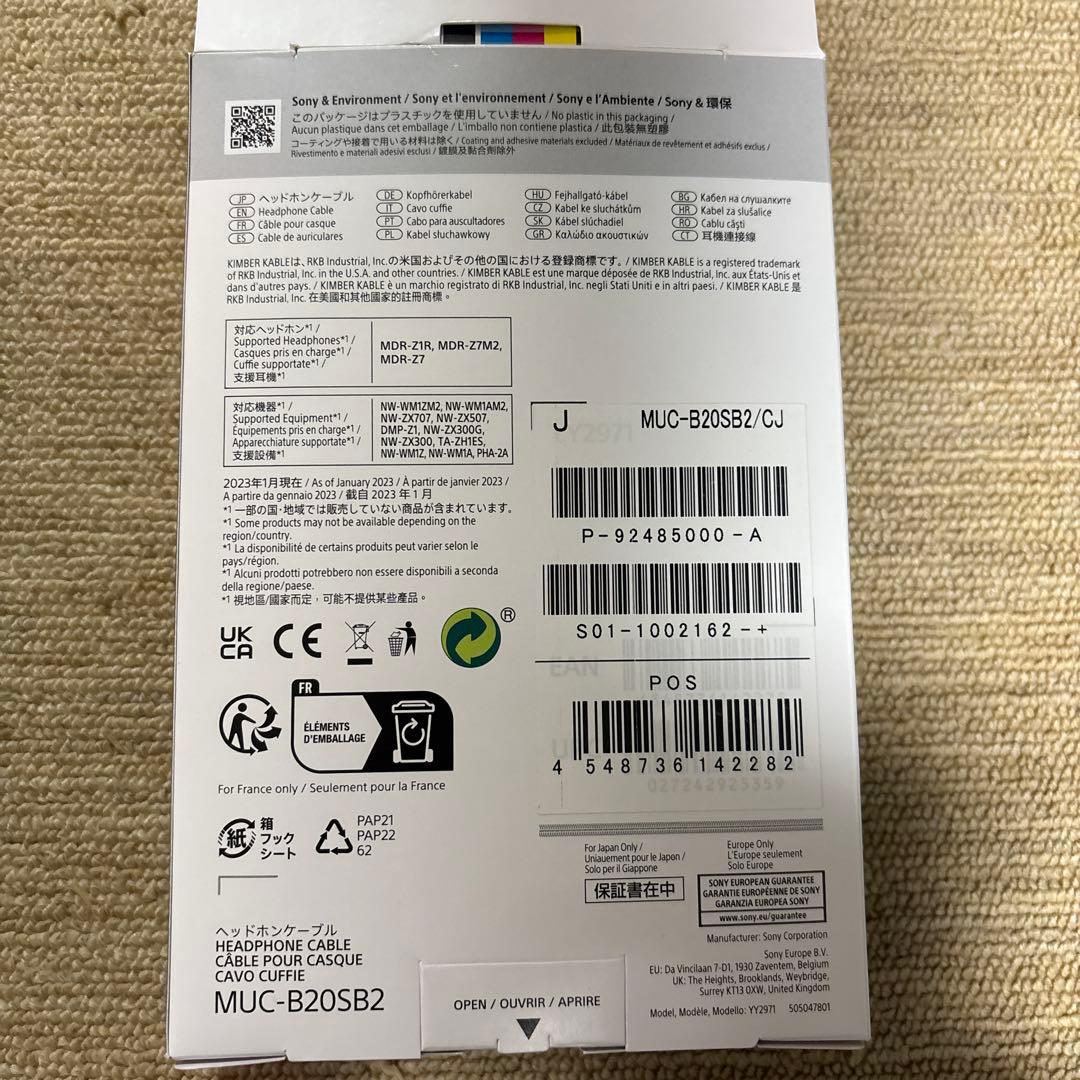 Sony & Environment / Sony et l'environnement / Sony e l'Ambiente / Sony & 環保
このパッケージはプラスチックを使用していません / No plastic in this packaging /
Aucun plastique dans cet emballage / L'imballo non contiene plastica / 此包裝無塑膠
コーティングや接着で用いる材料は除く / Coating and adhesive materials excluded / Matériaux de revêtement et adhésifs exclus /
Rivestimento e materiali adesivi esclusi / 鍍膜及黏合劑除外
JP ヘッドホンケーブル
EN Headphone Cable
FR Câble pour casque
ES Cable de auriculares
DE Kopfhörerkabel
IT Cavo cuffie
PT Cabo para auscultadores
PL Kabel słuchawkowy
HU Fejhallgató-kábel
CZ Kabel ke sluchátkům
SK Kábel slúchadiel
GR Καλώδιο ακουστικών
BG Кабел на слушалките
HR Kabel za slušalice
RO Cablu căști
CT 耳機連接線
KIMBER KABLEは、RKB Industrial, Inc.の米国およびその他の国における登録商標です。/ KIMBER KABLE is a registered trademark
of RKB Industrial, Inc. in the U.S.A. and other countries. / KIMBER KABLE est une marque déposée de RKB Industrial, Inc. aux États-Unis et
dans d'autres pays. / KIMBER KABLE è un marchio registrato di RKB Industrial, Inc. negli Stati Uniti e in altri paesi. / KIMBER KABLE 是
RKB Industrial, Inc. 在美國和其他國家的註冊商標。
対応ヘッドホン*1 /
Supported Headphones*1 /
Casques pris en charge*1 /
Cuffie supportate*1 /
支援耳機*1
MDR-Z1R, MDR-Z7M2,
MDR-Z7
対応機器*1 /
Supported Equipment*1 /
Équipements pris en charge*1 /
Apparecchiature supportate*1 /
支援設備*1
NW-WM1ZM2, NW-WM1AM2,
NW-ZX707, NW-ZX507,
DMP-Z1, NW-ZX300G,
NW-ZX300, TA-ZH1ES,
NW-WM1Z, NW-WM1A, PHA-2A
2023年1月現在 / As of January 2023 / À partir de janvier 2023 /
A partire da gennaio 2023 / 截自 2023 年 1 月
*1 一部の国・地域では販売していない商品が含まれています。
*1 Some products may not be available depending on the
region/country.
*1 La disponibilité de certains produits peut varier selon le
pays/région.
*1 Alcuni prodotti potrebbero non essere disponibili a seconda
della regione/paese.
*1 視地區/國家而定，可能不提供某些產品。
J MUC-B20SB2/CJ
YY2971
P-92485000-A
S01-1002162-+
EAN
POS
4 548736 142282
027242925359
UK
CA
CE
®
FR
ÉLÉMENTS
D'EMBALLAGE
For France only / Seulement pour la France
紙
箱
フック
シート
PAP21
PAP22
62
For Japan Only /
Uniauement pour le Japon /
Solo per il Giappone
保証書在中
Europe Only
L'Europe seulement
Solo Europe
SONY EUROPEAN GUARANTEE
GARANTIE EUROPÉENNE DE SONY
GARANZIA EUROPEA SONY
www.sony.eu/guarantee
Manufacturer: Sony Corporation
Sony Europe B.V.
EU: Da Vincilaan 7-D1, 1930 Zaventem, Belgium
UK: The Heights, Brooklands, Weybridge,
Surrey KT13 0XW, United Kingdom
Model, Modèle, Modello: YY2971 505047801
ヘッドホンケーブル
HEADPHONE CABLE
CÂBLE POUR CASQUE
CAVO CUFFIE
MUC-B20SB2
OPEN / OUVRIR / APRIRE